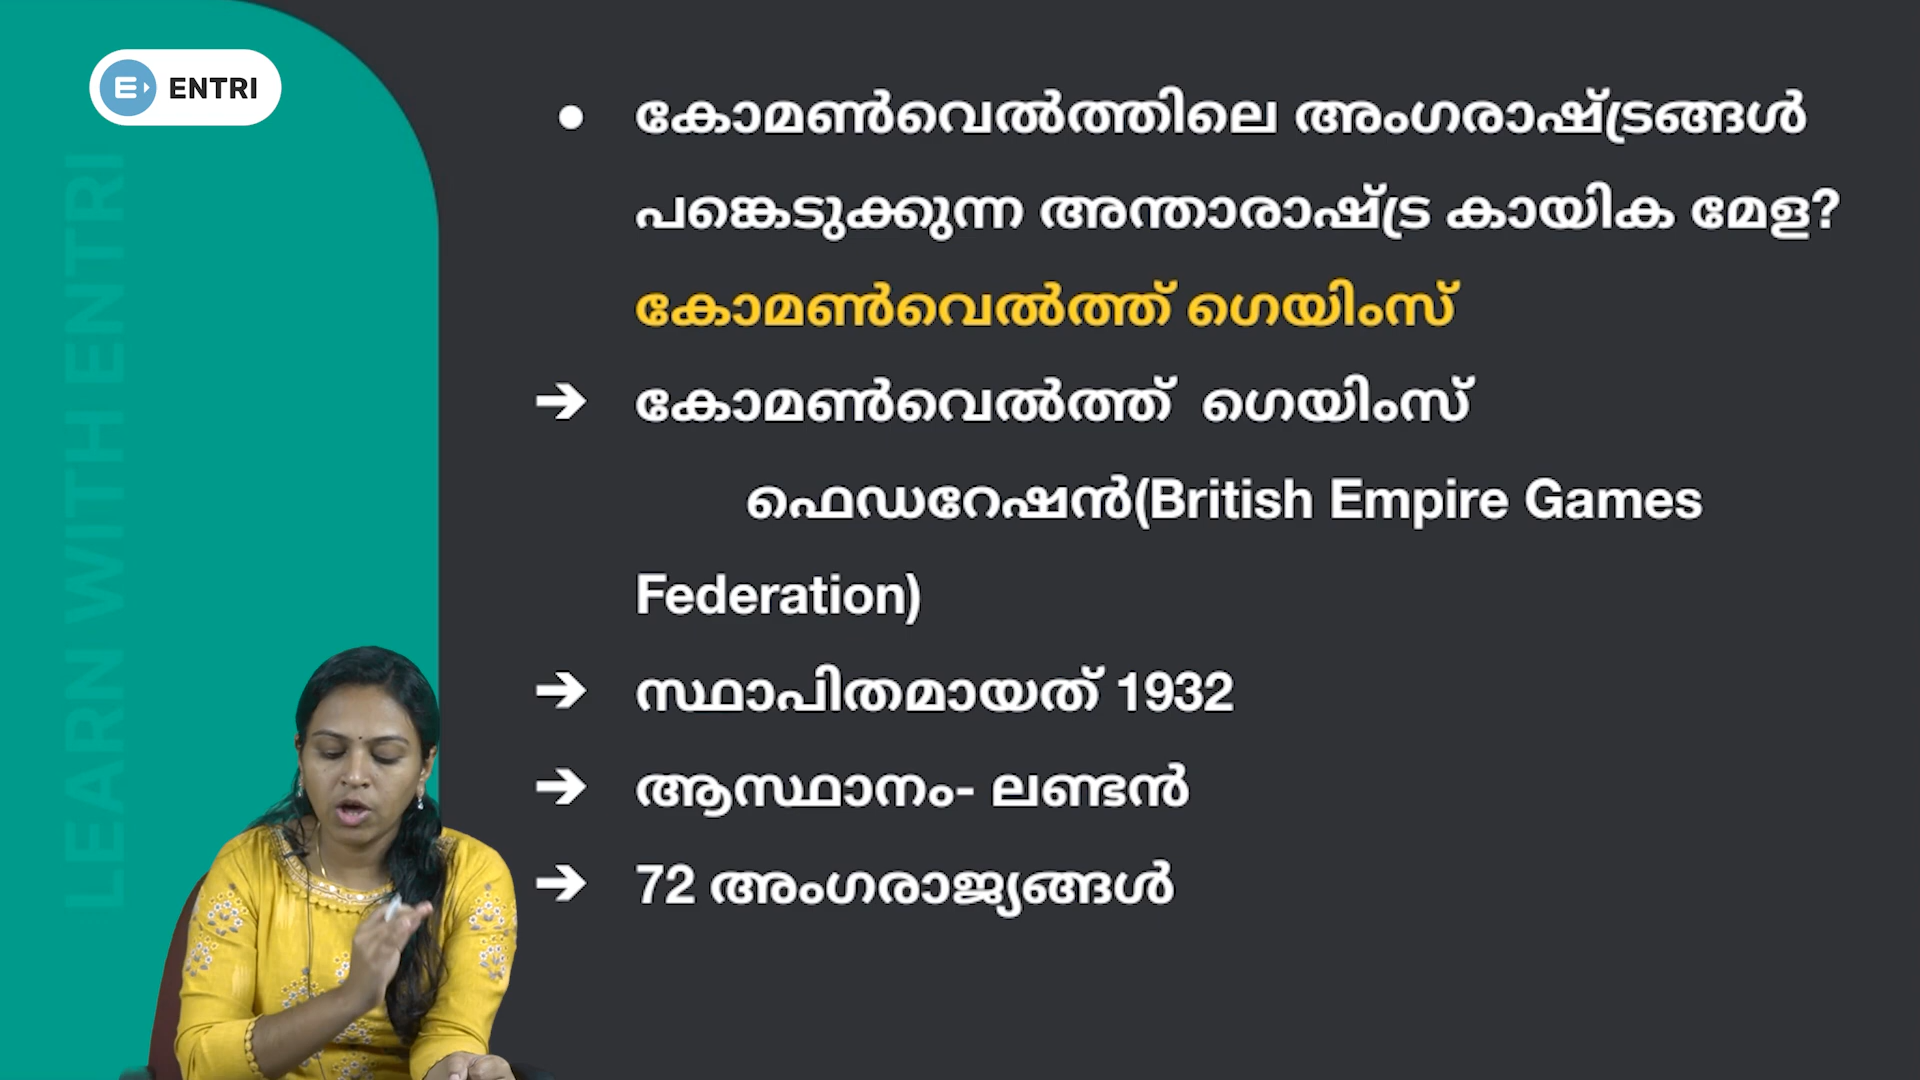 ENTRI
LEARN WITH ENTRI
● കോമൺവെൽത്തിലെ അംഗരാഷ്ട്രങ്ങൾ
പങ്കെടുക്കുന്ന അന്താരാഷ്ട്ര കായിക മേള?
കോമൺവെൽത്ത് ഗെയിംസ്
➔ കോമൺവെൽത്ത് ഗെയിംസ്
ഫെഡറേഷൻ(British Empire Games
Federation)
➔ സ്ഥാപിതമായത് 1932
➔ ആസ്ഥാനം- ലണ്ടൻ
➔ 72 അംഗരാജ്യങ്ങൾ